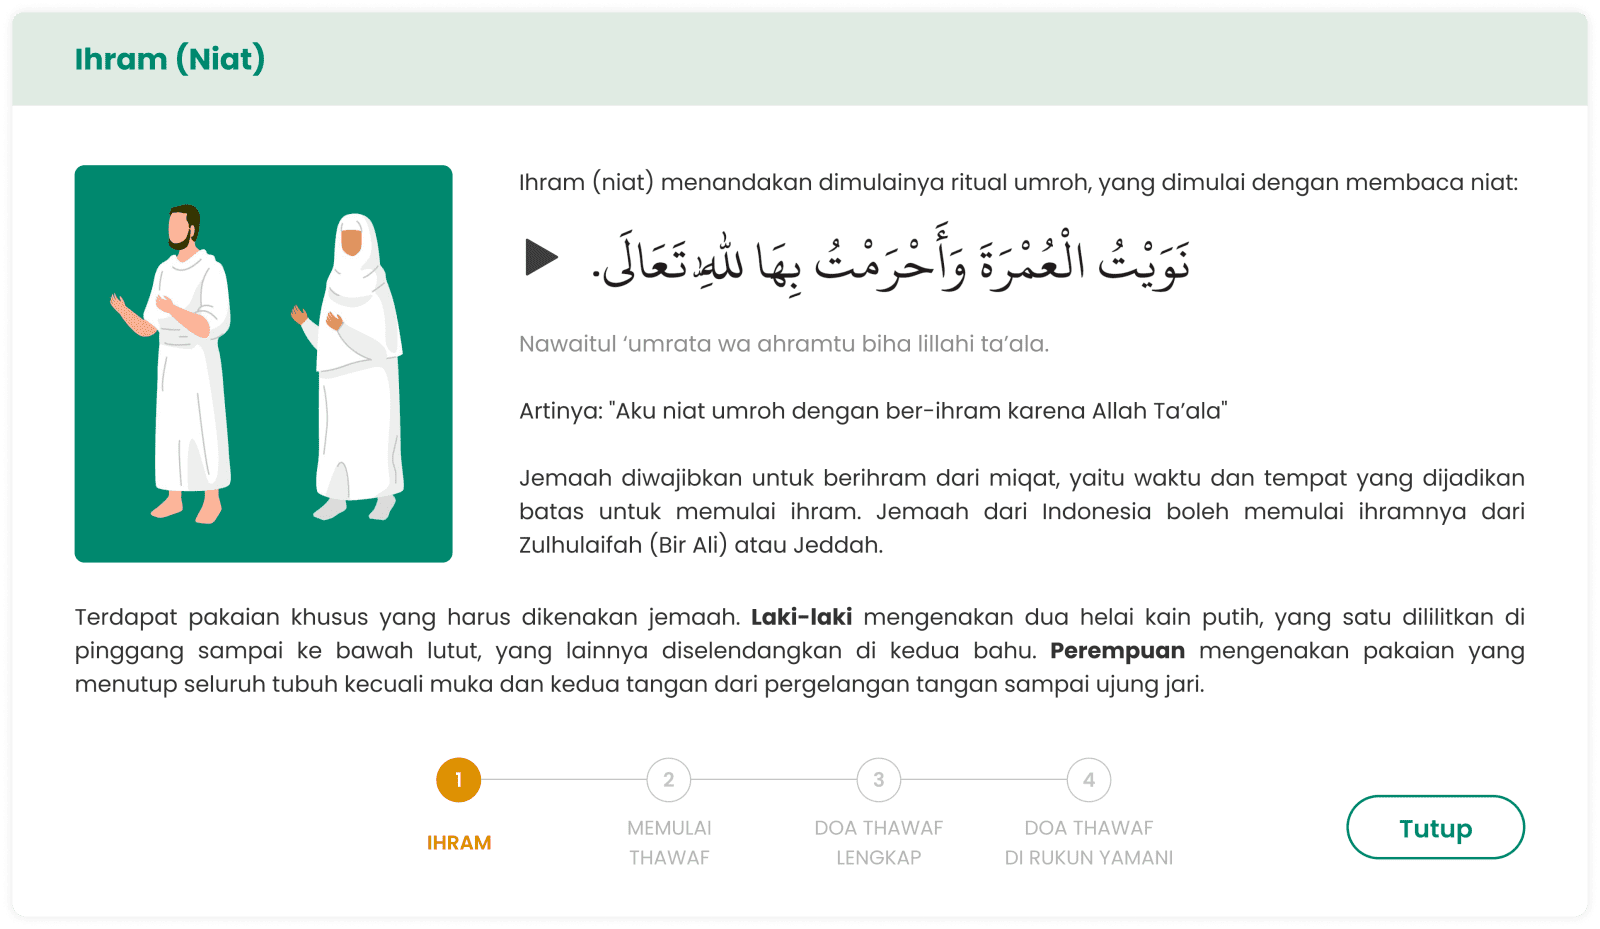 Ihram (Niat)
Ihram (niat) menandakan dimulainya ritual umroh, yang dimulai dengan membaca niat:
نَوَيْتُ الْعُمْرَةَ وَأَحْرَمْتُ بِهَا لِلّٰهِ تَعَالَى.
Nawaitul ‘umrata wa ahramtu biha lillahi ta’ala.
Artinya: "Aku niat umroh dengan ber-ihram karena Allah Ta’ala"
Jemaah diwajibkan untuk berihram dari miqat, yaitu waktu dan tempat yang dijadikan
batas untuk memulai ihram. Jemaah dari Indonesia boleh memulai ihramnya dari
Zulhulaifah (Bir Ali) atau Jeddah.
Terdapat pakaian khusus yang harus dikenakan jemaah. Laki-laki mengenakan dua helai kain putih, yang satu dililitkan di
pinggang sampai ke bawah lutut, yang lainnya diselendangkan di kedua bahu. Perempuan mengenakan pakaian yang
menutup seluruh tubuh kecuali muka dan kedua tangan dari pergelangan tangan sampai ujung jari.
1
IHRAM
2
MEMULAI
THAWAF
3
DOA THAWAF
LENGKAP
4
DOA THAWAF
DI RUKUN YAMANI
Tutup